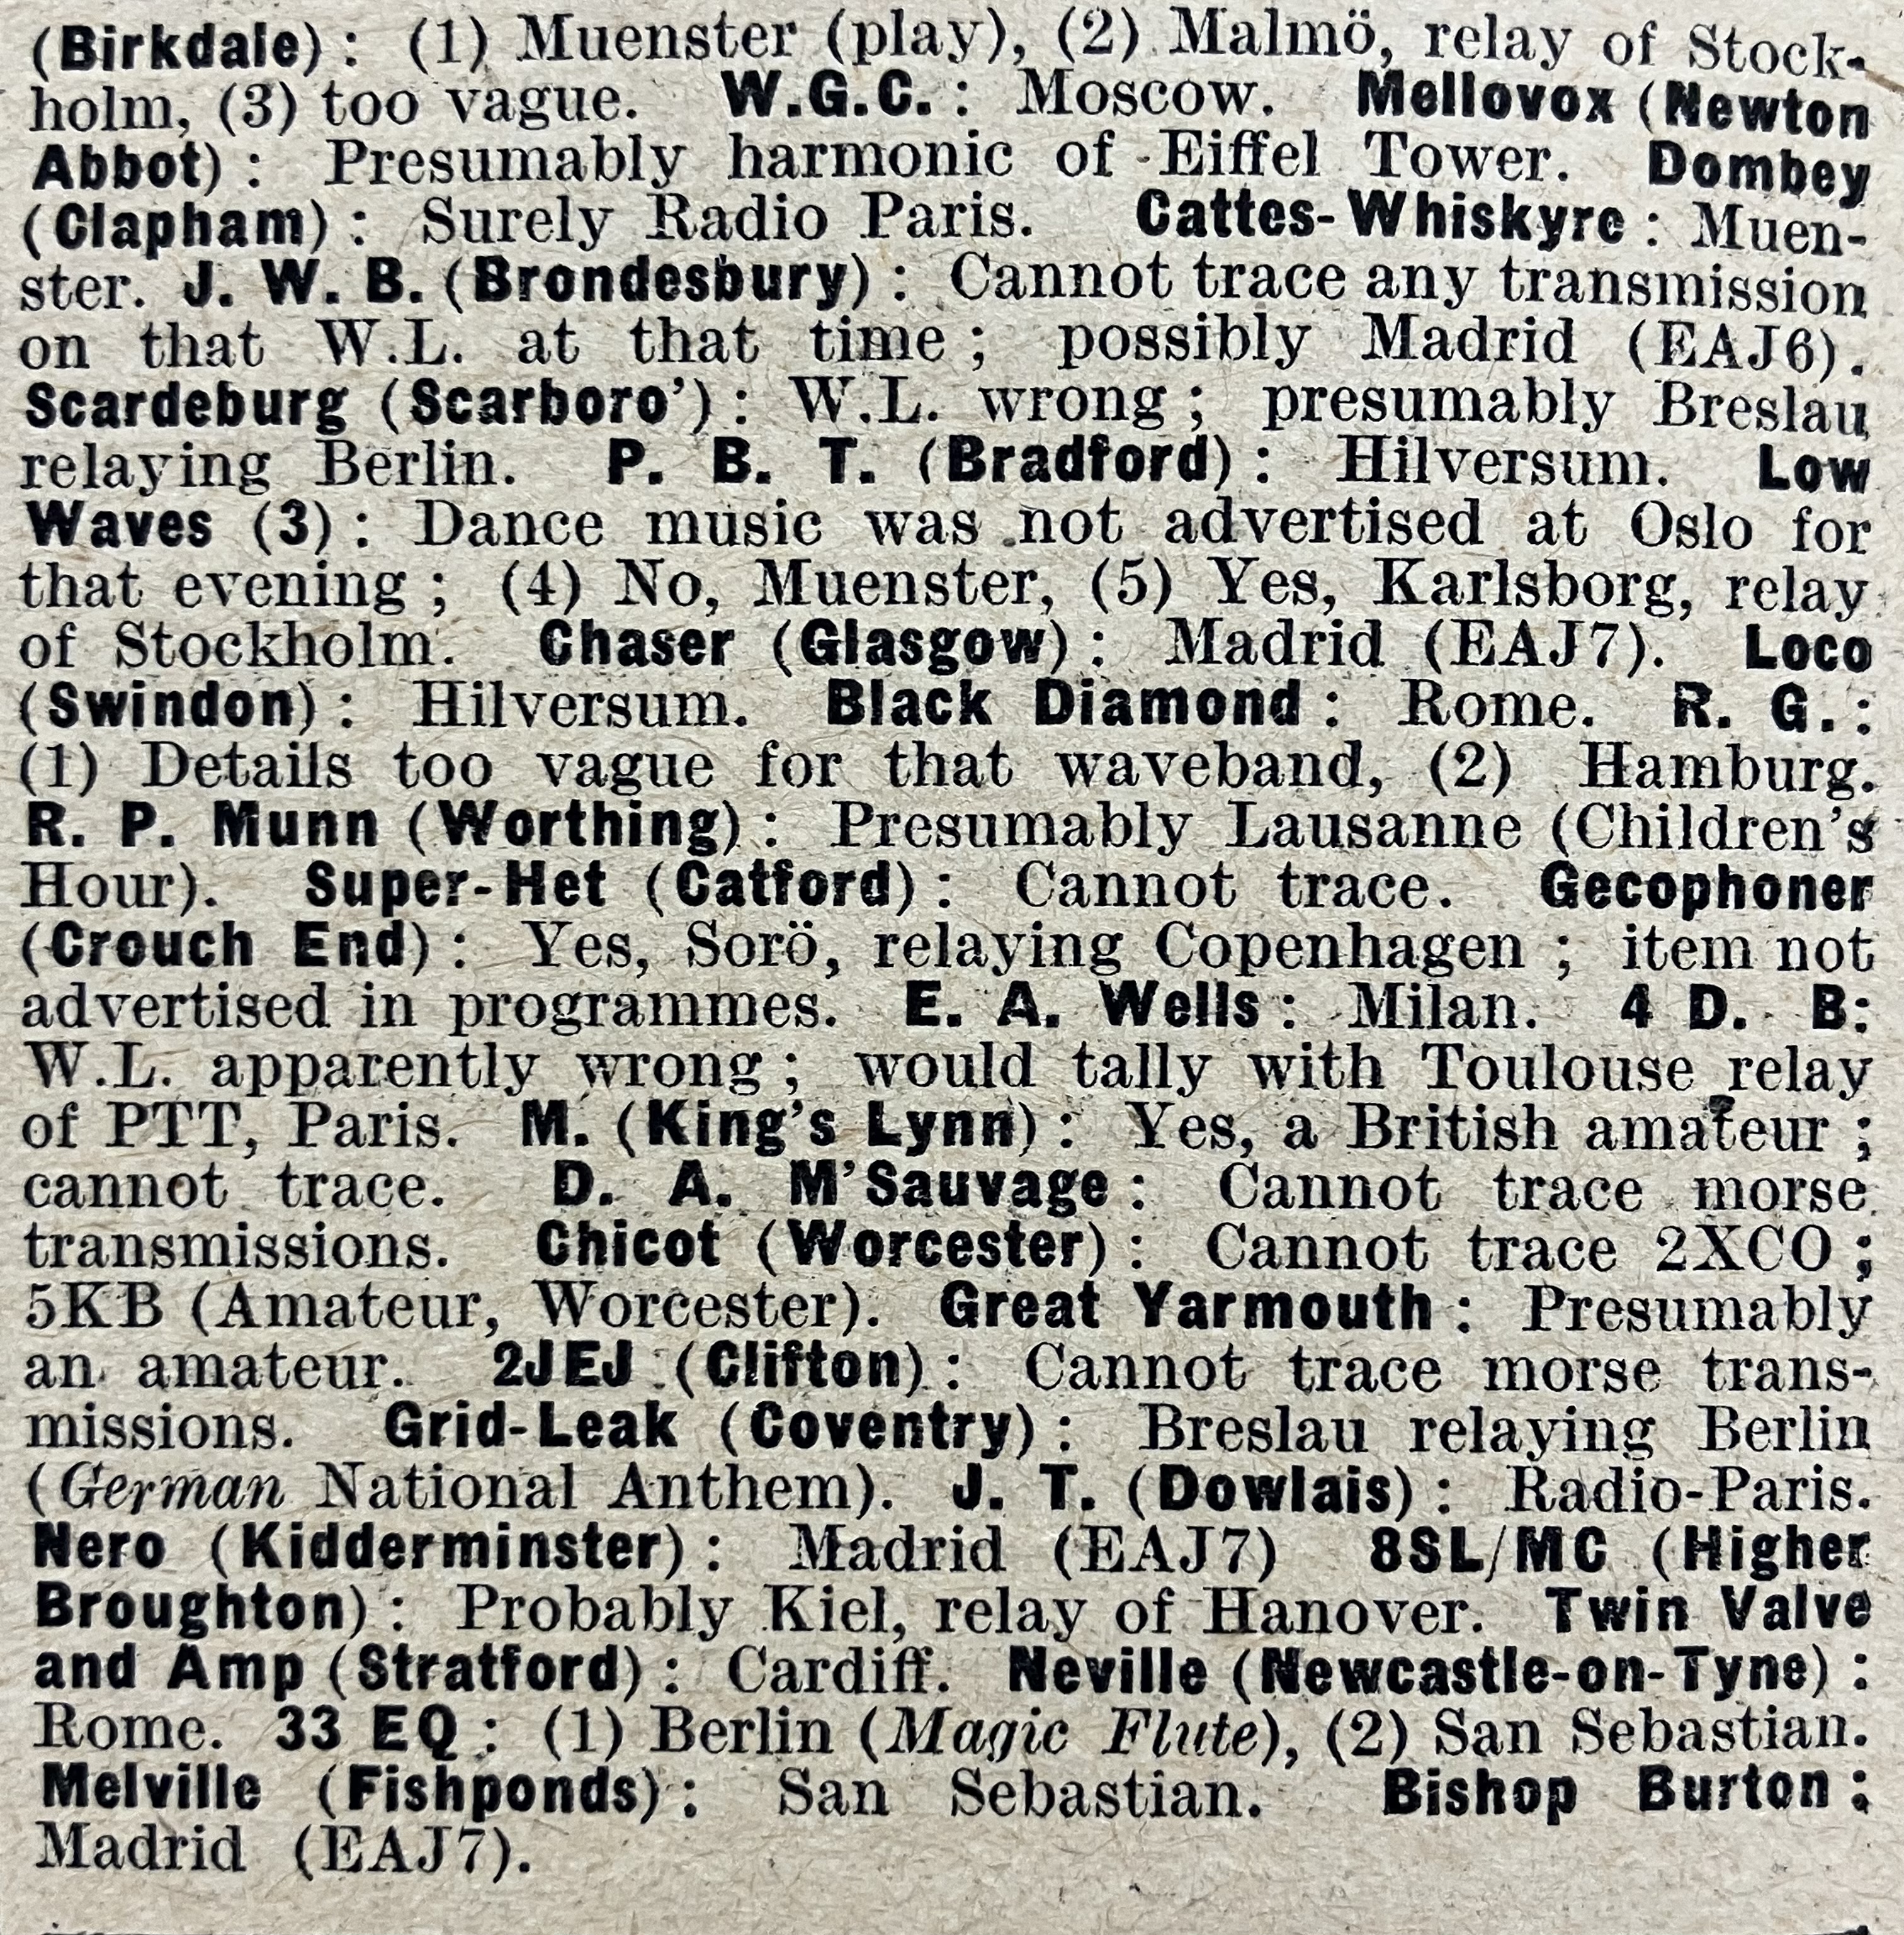 (Birkdale) : (1) Muenster (play), (2) Malmö, relay of Stock-
holm, (3) too vague. W.G.C. : Moscow. Mellovox (Newton
Abbot) : Presumably harmonic of Eiffel Tower. Dombey
(Clapham) : Surely Radio Paris. Cattes-Whiskyre : Muen-
ster. J. W. B. (Brondesbury) : Cannot trace any transmission
on that W.L. at that time ; possibly Madrid (EAJ6).
Scardeburg (Scarboro') : W.L. wrong ; presumably Breslau
relaying Berlin. P. B. T. (Bradford) : Hilversum. Low
Waves (3) : Dance music was not advertised at Oslo for
that evening ; (4) No, Muenster, (5) Yes, Karlsborg, relay
of Stockholm. Chaser (Glasgow) : Madrid (EAJ7). Loco
(Swindon) : Hilversum. Black Diamond : Rome. R. G. :
(1) Details too vague for that waveband, (2) Hamburg.
R. P. Munn (Worthing) : Presumably Lausanne (Children's
Hour). Super-Het (Catford) : Cannot trace. Gecophoner
(Crouch End) : Yes, Sorö, relaying Copenhagen ; item not
advertised in programmes. E. A. Wells : Milan. 4 D. B:
W.L. apparently wrong ; would tally with Toulouse relay
of PTT, Paris. M. (King's Lynn) : Yes, a British amateur ;
cannot trace. D. A. M'Sauvage : Cannot trace morse
transmissions. Chicot (Worcester) : Cannot trace 2XCO ;
5KB (Amateur, Worcester). Great Yarmouth : Presumably
an amateur. 2JEJ (Clifton) : Cannot trace morse trans-
missions. Grid-Leak (Coventry) : Breslau relaying Berlin
(German National Anthem). J. T. (Dowlais) : Radio-Paris.
Nero (Kidderminster) : Madrid (EAJ7) 8SL/MC (Higher
Broughton) : Probably Kiel, relay of Hanover. Twin Valve
and Amp (Stratford) : Cardiff. Neville (Newcastle-on-Tyne) :
Rome. 33 EQ : (1) Berlin (Magic Flute), (2) San Sebastian.
Melville (Fishponds) : San Sebastian. Bishop Burton :
Madrid (EAJ7).